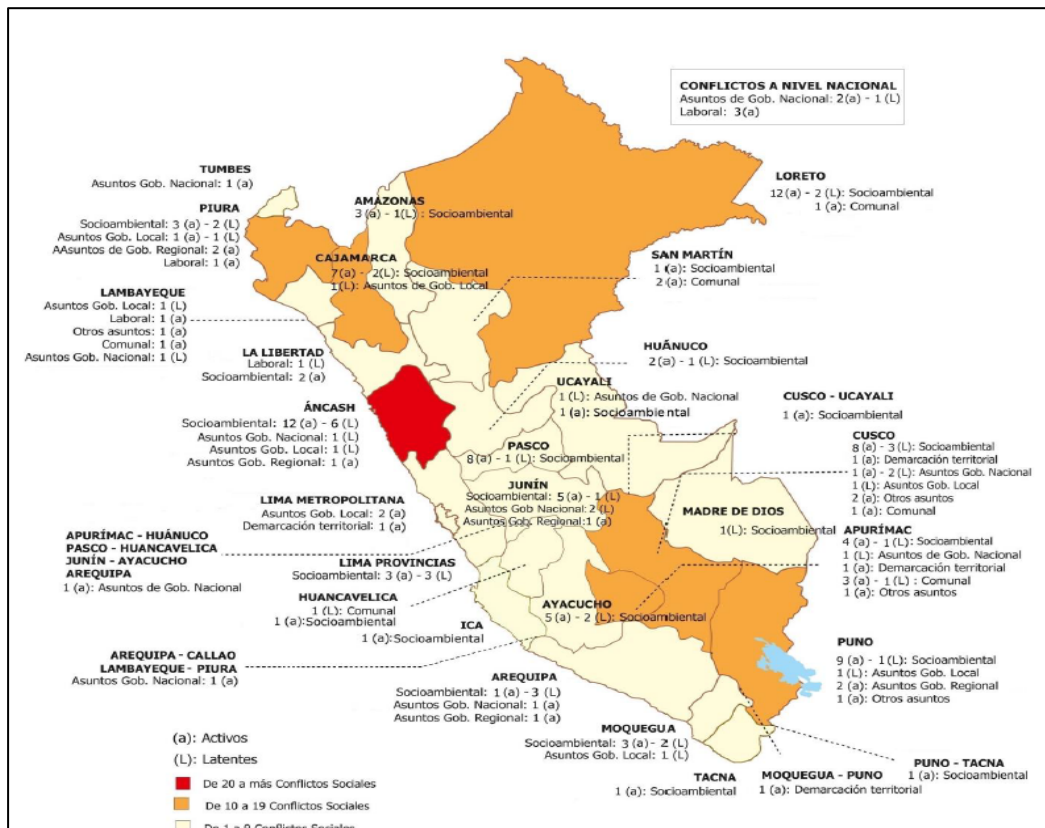 CONFLICTOS A NIVEL NACIONAL
Asuntos de Gob. Nacional: 2(a) - 1 (L)
Laboral: 3(a)
TUMBES
Asuntos Gob. Nacional: 1 (a)
PIURA
Socioambiental: 3 (a) - 2 (L)
Asuntos Gob. Local: 1 (a) - 1 (L)
AAsuntos de Gob. Regional: 2 (a)
Laboral: 1 (a)
AMAZONAS
3 (a) - 1(L) : Socioambiental
LORETO
12 (a) - 2 (L): Socioambiental
1 (a): Comunal
CAJAMARCA
7(a) - 2(L): Socioambiental
1(L): Asuntos de Gob. Local
SAN MARTÍN
1 (a): Socioambiental
2 (a): Comunal
LAMBAYEQUE
Asuntos Gob. Local: 1 (L)
Laboral: 1 (a)
Otros asuntos: 1 (a)
Comunal: 1 (a)
Asuntos Gob. Nacional: 1 (L)
LA LIBERTAD
Laboral: 1 (L)
Socioambiental: 2 (a)
HUÁNUCO
2 (a) - 1 (L): Socioambiental
UCAYALI
1 (L): Asuntos de Gob. Nacional
1 (a): Socioambiental
CUSCO - UCAYALI
1 (a): Socioambiental
ÁNCASH
Socioambiental: 12 (a) - 6 (L)
Asuntos Gob. Nacional: 1 (L)
Asuntos Gob. Local: 1 (L)
Asuntos Gob. Regional: 1 (a)
PASCO
8 (a) - 1 (L): Socioambiental
CUSCO
8 (a) - 3 (L): Socioambiental
1 (a): Demarcación territorial
1 (a) - 2 (L): Asuntos Gob. Nacional
1 (L): Asuntos Gob. Local
2 (a): Otros asuntos
1 (a): Comunal
JUNÍN
Socioambiental: 5 (a) - 1 (L)
Asuntos Gob Nacional: 2 (L)
Asuntos Gob. Regional: 1 (a)
LIMA METROPOLITANA
Asuntos Gob. Local: 2 (a)
Demarcación territorial: 1 (a)
MADRE DE DIOS
1 (L): Socioambiental
APURÍMAC
4 (a) - 1 (L): Socioambiental
1 (L): Asuntos de Gob. Nacional
1 (a): Demarcación territorial
3 (a) - 1 (L) : Comunal
1 (a): Otros asuntos
APURÍMAC - HUÁNUCO
PASCO - HUANCAVELICA
JUNÍN - AYACUCHO
AREQUIPA
1 (a): Asuntos de Gob. Nacional
LIMA PROVINCIAS
Socioambiental: 3 (a) - 3 (L)
HUANCAVELICA
1 (L): Comunal
1 (a):Socioambiental
AYACUCHO
5 (a) - 2 (L): Socioambiental
ICA
1 (a):Socioambiental
PUNO
9 (a) - 1 (L): Socioambiental
1 (L): Asuntos Gob. Local
2 (a): Asuntos Gob. Regional
1 (a): Otros asuntos
AREQUIPA - CALLAO
LAMBAYEQUE - PIURA
Asuntos Gob. Nacional: 1 (a)
AREQUIPA
Socioambiental: 1 (a) - 3 (L)
Asuntos Gob. Nacional: 1 (a)
Asuntos Gob. Regional: 1 (a)
MOQUEGUA
Socioambiental: 3 (a) - 2 (L)
Asuntos Gob. Local: 1 (L)
TACNA
1 (a): Socioambiental
MOQUEGUA - PUNO
1 (a): Demarcación territorial
PUNO - TACNA
1 (a): Socioambiental
(a): Activos
(L): Latentes
De 20 a más Conflictos Sociales
De 10 a 19 Conflictos Sociales
De 1 a 9 Conflictos Sociales